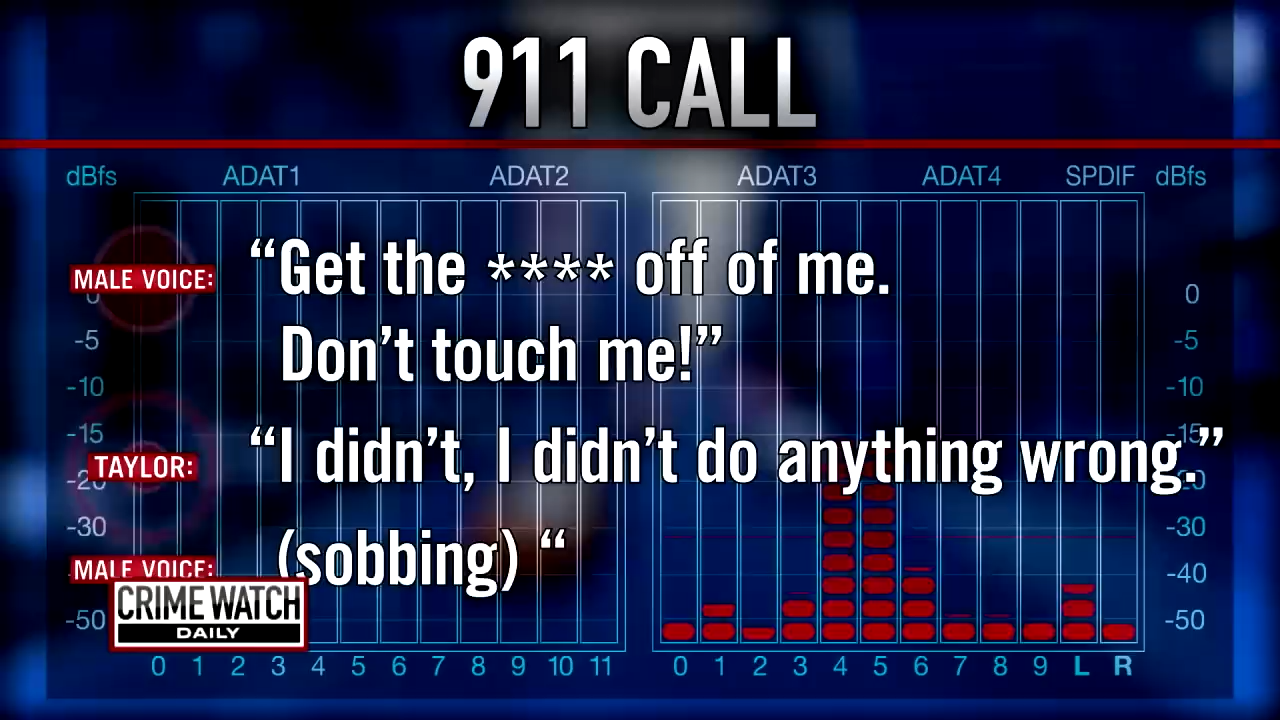 911 CALL
dBfs ADAT1 ADAT2 ADAT3 ADAT4 SPDIF dBfs
MALE VOICE: “Get the **** off of me.
Don’t touch me!”
TAYLOR: “I didn’t, I didn’t do anything wrong.”
MALE VOICE: (sobbing) “
0 0
-5 -5
-10 -10
-15 -15
-20 -20
-30 -30
-40
-50 -50
CRIME WATCH
DAILY
0 1 2 3 4 5 6 7 8 9 10 11 0 1 2 3 4 5 6 7 8 9 L R